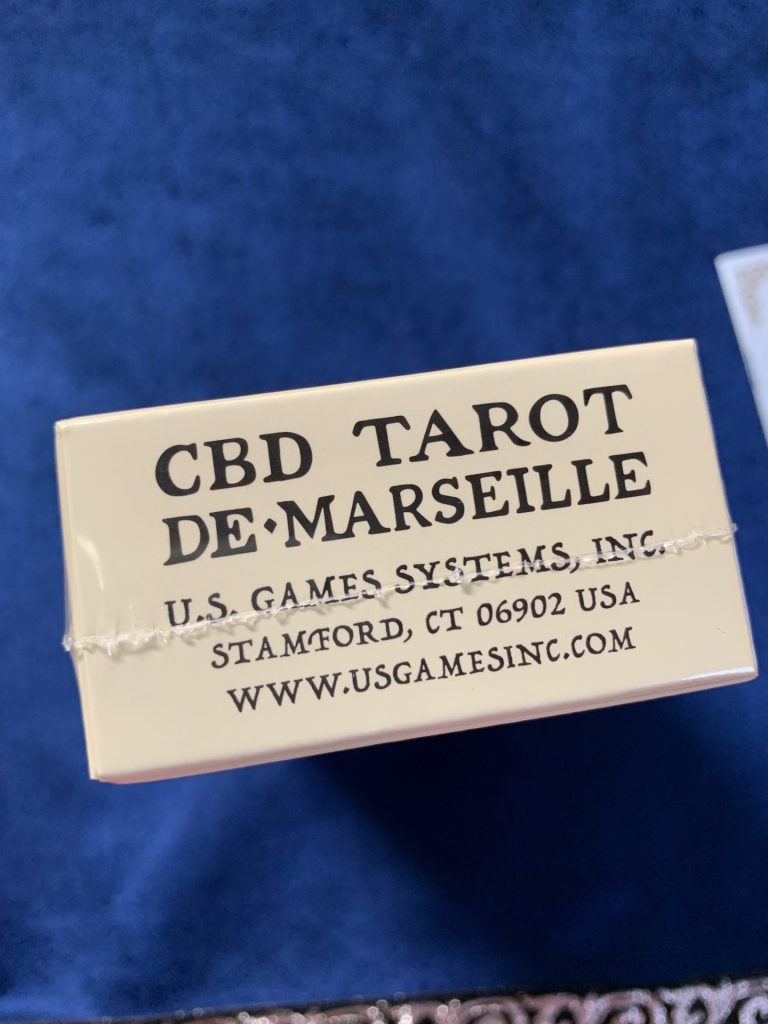 CBD TAROT
DE•MARSEILLE
U.S. GAMES SYSTEMS, INC.
STAMFORD, CT 06902 USA
WWW.USGAMESINC.COM